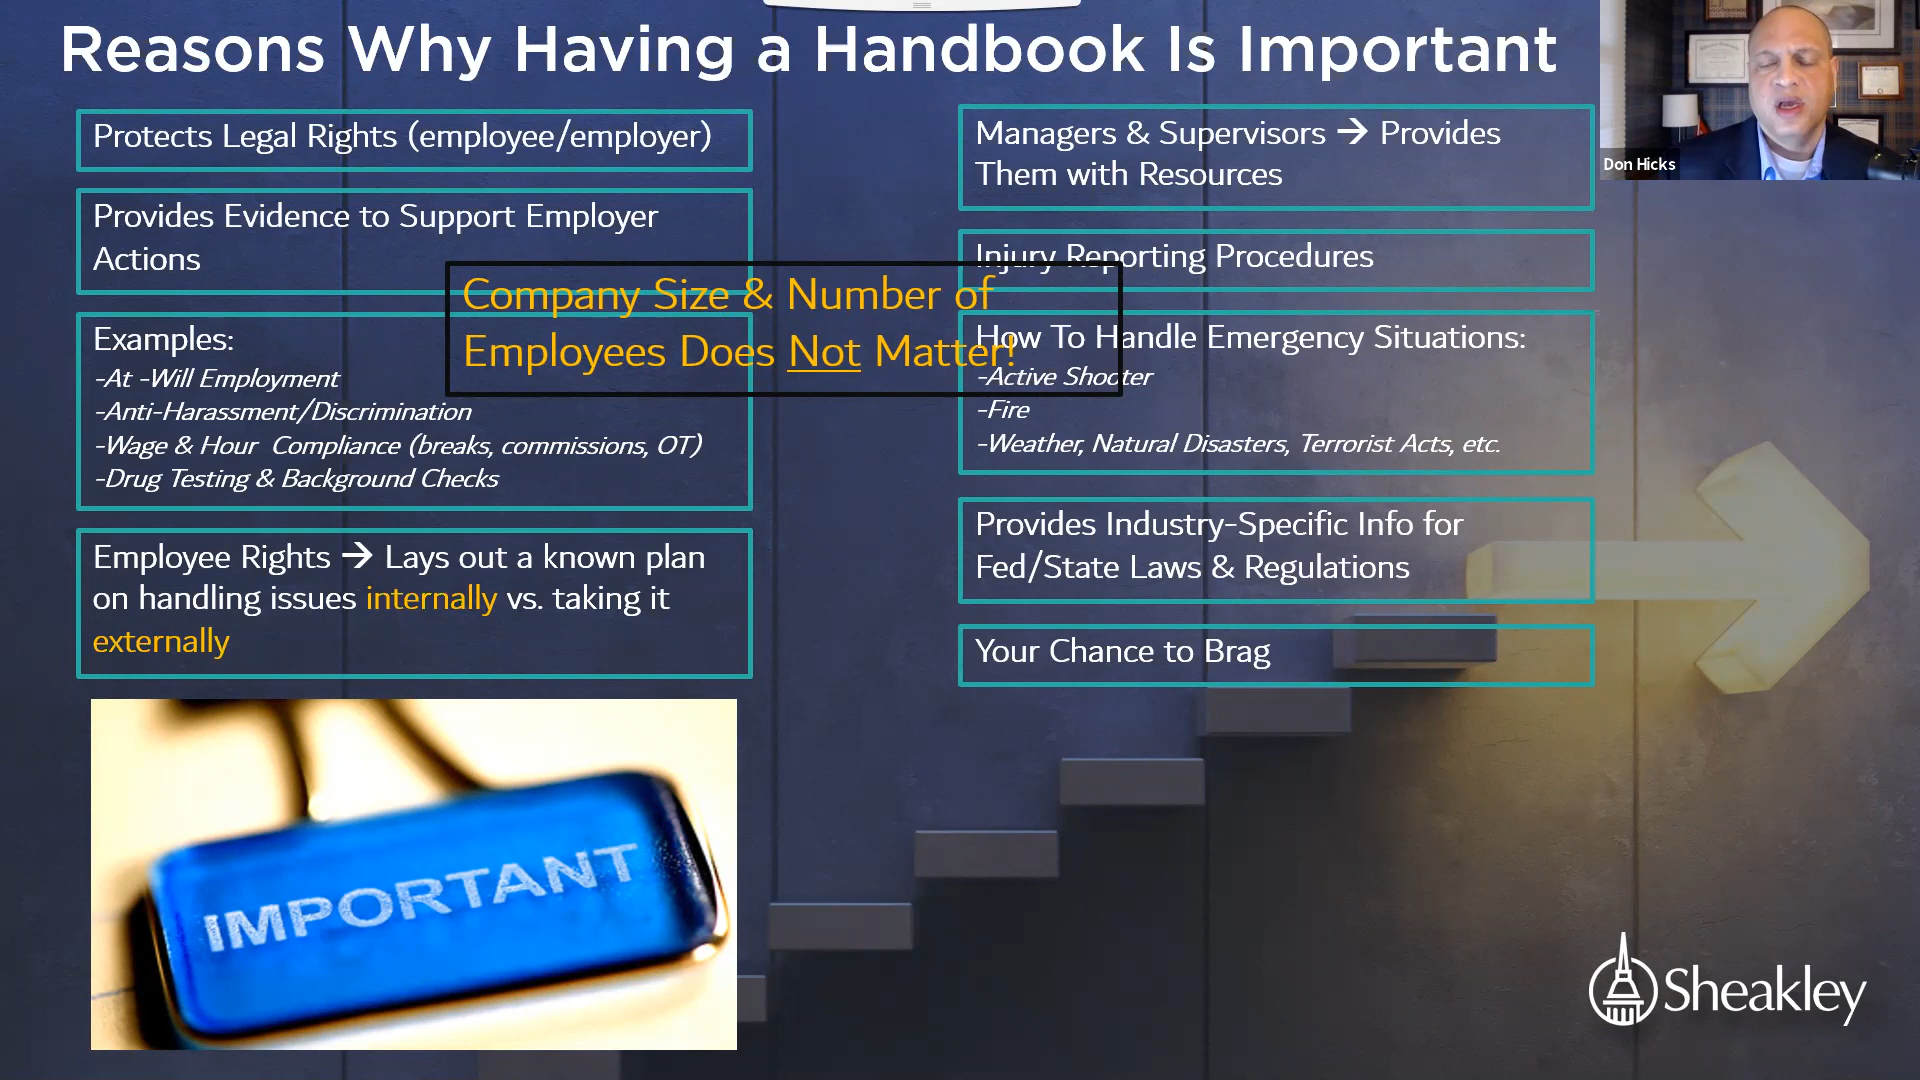 Reasons Why Having a Handbook Is Important
Protects Legal Rights (employee/employer)
Provides Evidence to Support Employer
Actions
Examples:
-At -Will Employment
-Anti-Harassment/Discrimination
-Wage & Hour  Compliance (breaks, commissions, OT)
-Drug Testing & Background Checks
Employee Rights → Lays out a known plan
on handling issues internally vs. taking it
externally
Company Size & Number of
Employees Does Not Matter!
Managers & Supervisors → Provides
Them with Resources
Injury Reporting Procedures
How To Handle Emergency Situations:
-Active Shooter
-Fire
-Weather, Natural Disasters, Terrorist Acts, etc.
Provides Industry-Specific Info for
Fed/State Laws & Regulations
Your Chance to Brag
Don Hicks
IMPORTANT
Sheakley